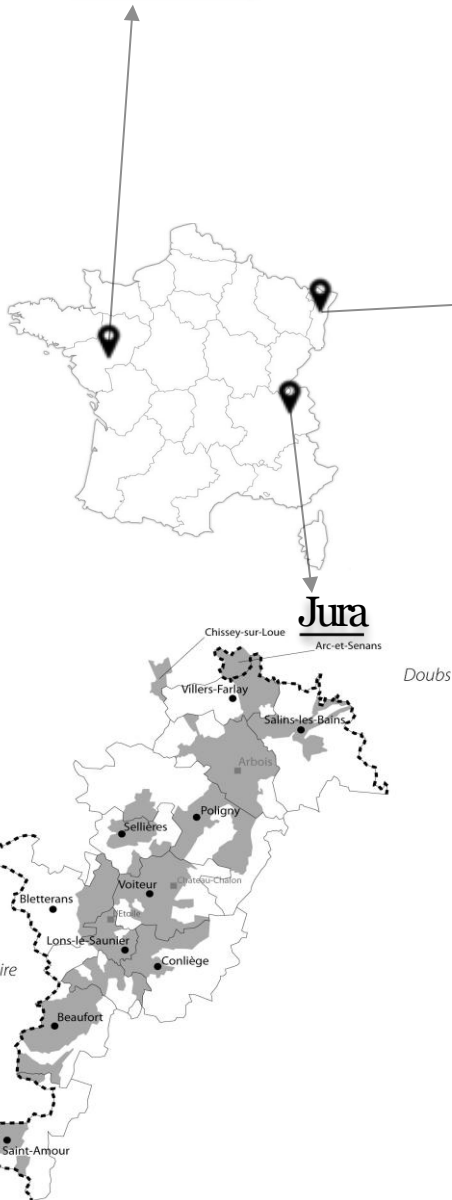 Jura
Chissey-sur-Loue
Arc-et-Senans
Doubs
Villers-Farlay
Salins-les-Bains
Arbois
Poligny
Sellières
Château-Chalon
Voiteur
Bletterans
L'Etoile
Lons-le-Saunier
Conliège
ire
Beaufort
Saint-Amour